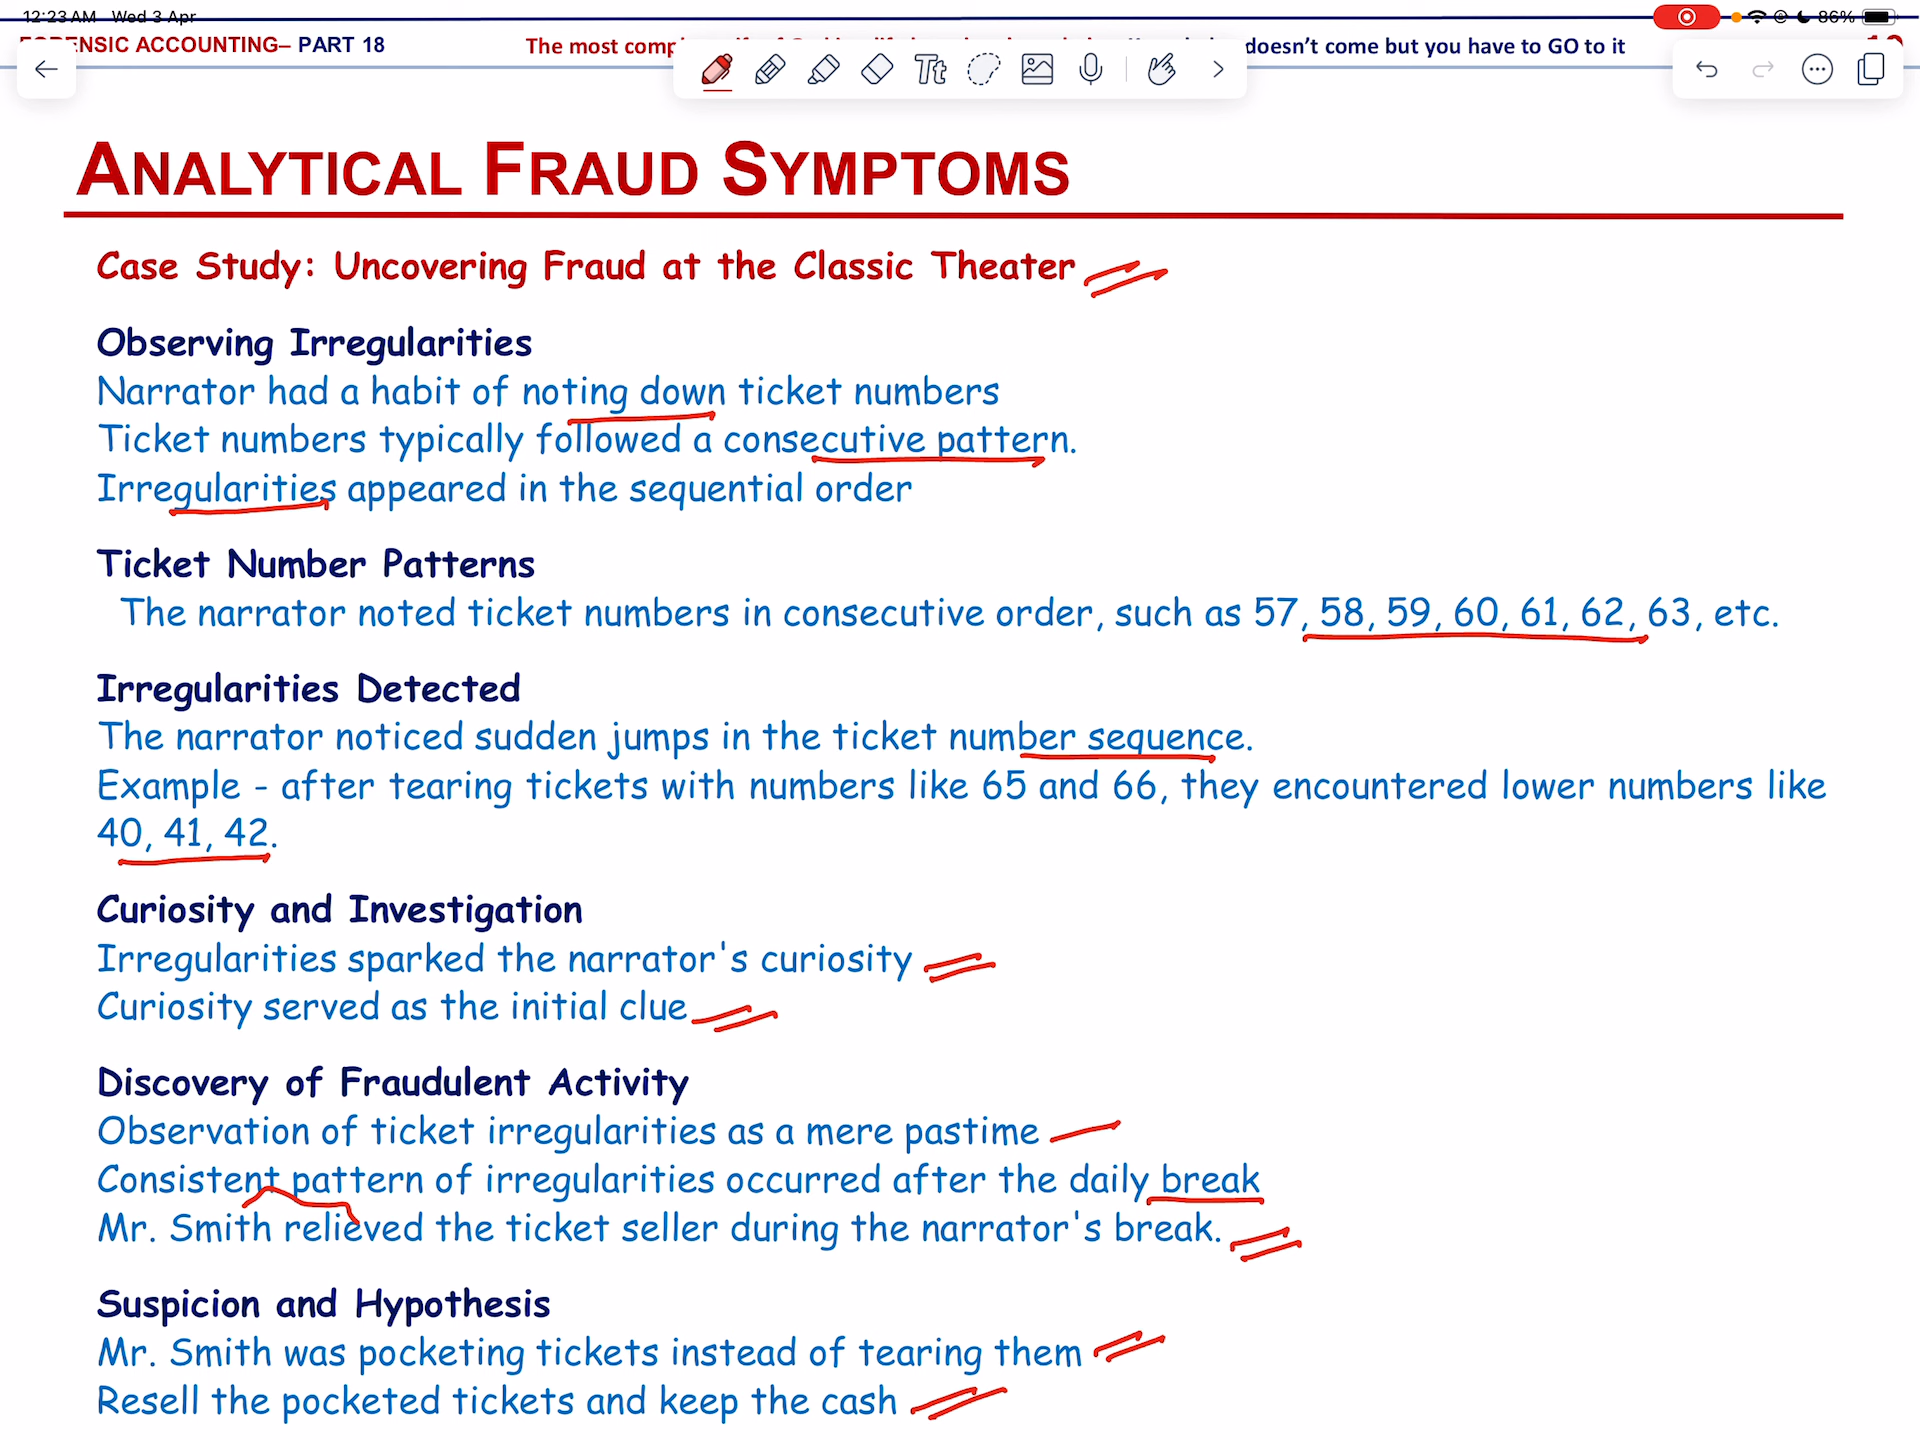 12:23 AM Wed 3 Apr
86%
FORENSIC ACCOUNTING– PART 18
The most doesn't come but you have to GO to it
Tt
ANALYTICAL FRAUD SYMPTOMS
Case Study: Uncovering Fraud at the Classic Theater
Observing Irregularities
Narrator had a habit of noting down ticket numbers
Ticket numbers typically followed a consecutive pattern.
Irregularities appeared in the sequential order
Ticket Number Patterns
The narrator noted ticket numbers in consecutive order, such as 57, 58, 59, 60, 61, 62, 63, etc.
Irregularities Detected
The narrator noticed sudden jumps in the ticket number sequence.
Example - after tearing tickets with numbers like 65 and 66, they encountered lower numbers like
40, 41, 42.
Curiosity and Investigation
Irregularities sparked the narrator's curiosity
Curiosity served as the initial clue
Discovery of Fraudulent Activity
Observation of ticket irregularities as a mere pastime
Consistent pattern of irregularities occurred after the daily break
Mr. Smith relieved the ticket seller during the narrator's break.
Suspicion and Hypothesis
Mr. Smith was pocketing tickets instead of tearing them
Resell the pocketed tickets and keep the cash